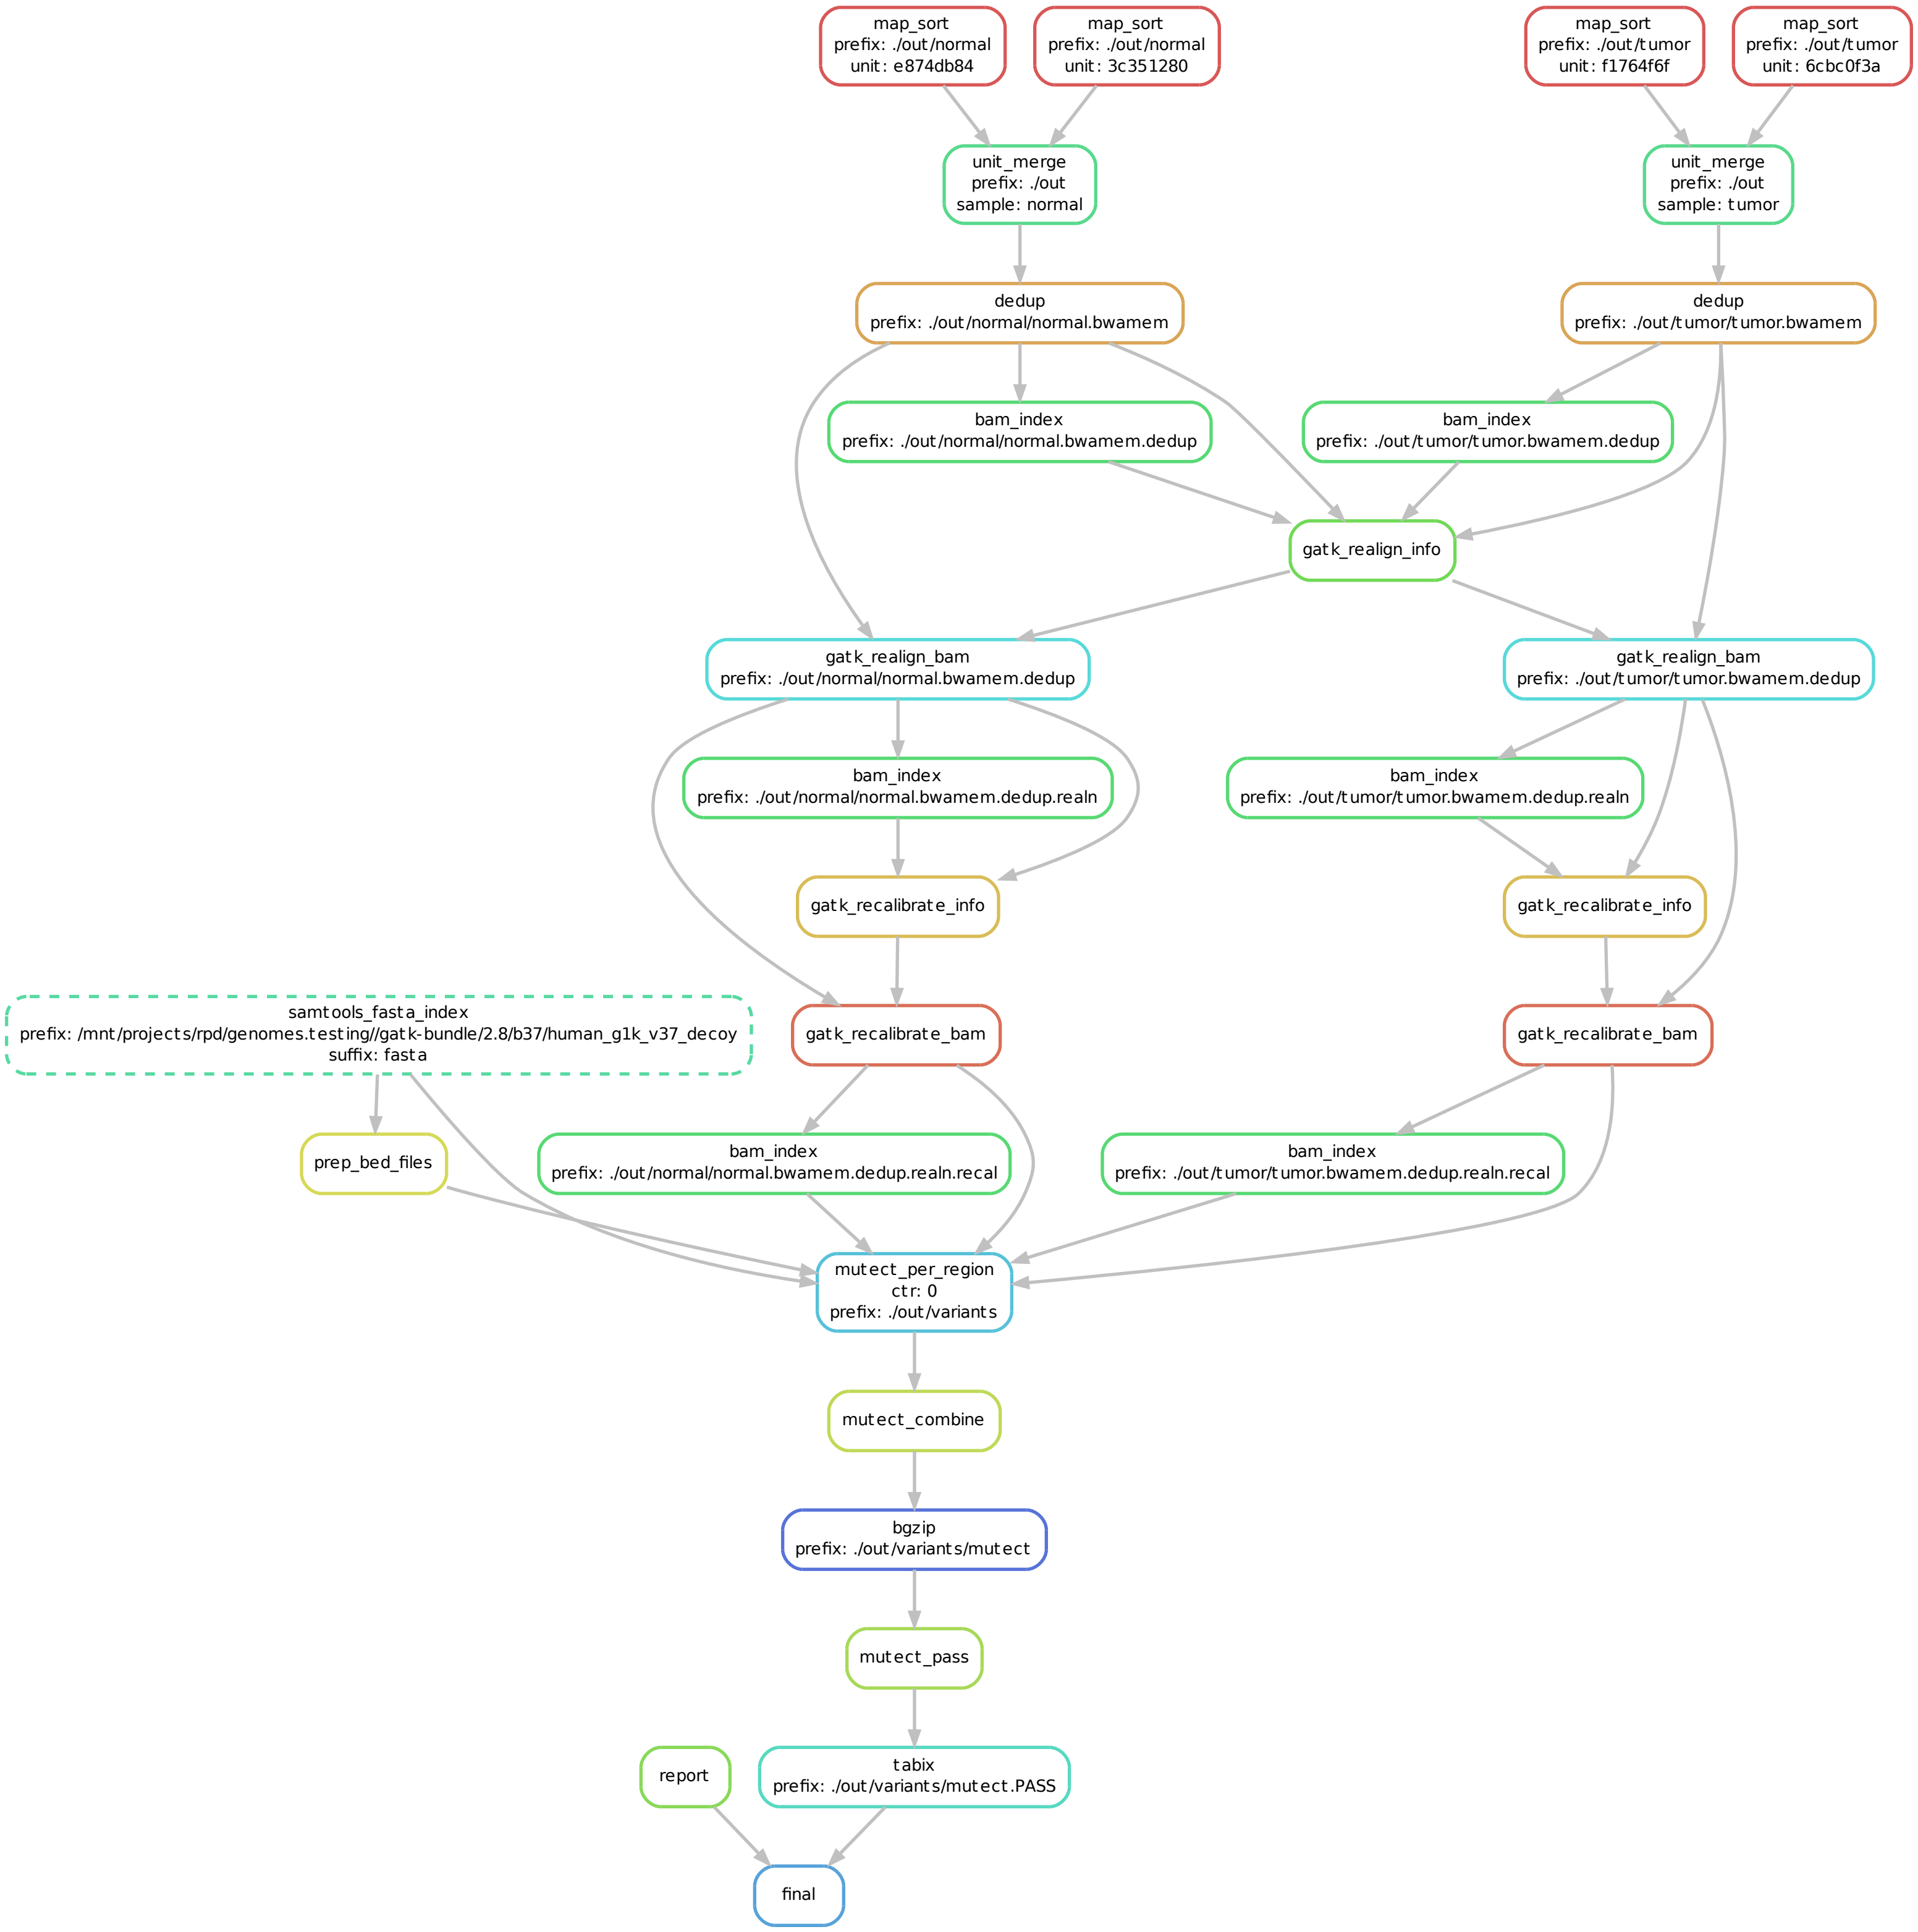 map_sort
prefix: ./out/normal
unit: e874db84
map_sort
prefix: ./out/normal
unit: 3c351280
map_sort
prefix: ./out/tumor
unit: f1764f6f
map_sort
prefix: ./out/tumor
unit: 6cbc0f3a
unit_merge
prefix: ./out
sample: normal
unit_merge
prefix: ./out
sample: tumor
dedup
prefix: ./out/normal/normal.bwamem
dedup
prefix: ./out/tumor/tumor.bwamem
bam_index
prefix: ./out/normal/normal.bwamem.dedup
bam_index
prefix: ./out/tumor/tumor.bwamem.dedup
gatk_realign_info
gatk_realign_bam
prefix: ./out/normal/normal.bwamem.dedup
gatk_realign_bam
prefix: ./out/tumor/tumor.bwamem.dedup
bam_index
prefix: ./out/normal/normal.bwamem.dedup.realn
bam_index
prefix: ./out/tumor/tumor.bwamem.dedup.realn
gatk_recalibrate_info
gatk_recalibrate_info
samtools_fasta_index
prefix: /mnt/projects/rpd/genomes.testing//gatk-bundle/2.8/b37/human_g1k_v37_decoy
suffix: fasta
gatk_recalibrate_bam
gatk_recalibrate_bam
prep_bed_files
bam_index
prefix: ./out/normal/normal.bwamem.dedup.realn.recal
bam_index
prefix: ./out/tumor/tumor.bwamem.dedup.realn.recal
mutect_per_region
ctr: 0
prefix: ./out/variants
mutect_combine
bgzip
prefix: ./out/variants/mutect
mutect_pass
report
tabix
prefix: ./out/variants/mutect.PASS
final